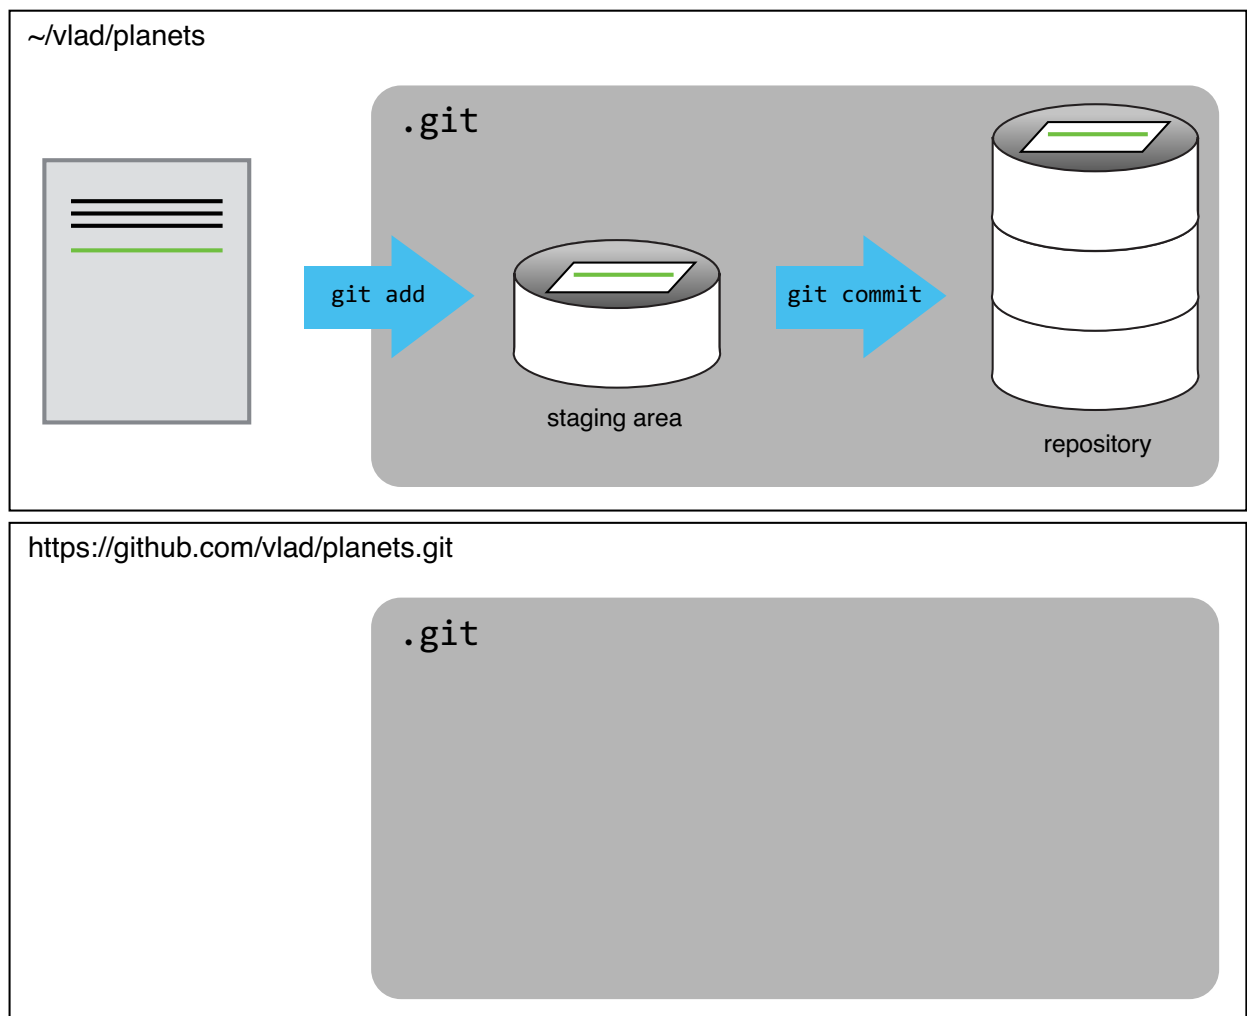 ~/vlad/planets
.git
git add
git commit
staging area
repository
https://github.com/vlad/planets.git
.git